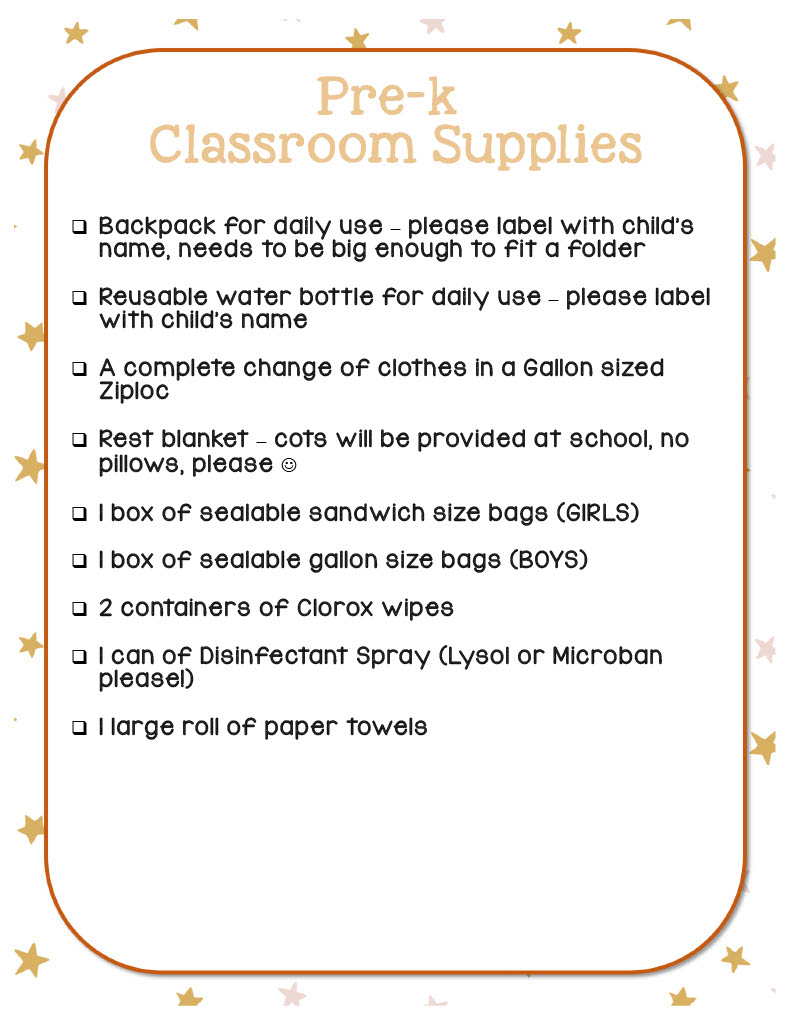 Pre-k
Classroom Supplies
❑ Backpack for daily use – please label with child's
name, needs to be big enough to fit a folder
❑ Reusable water bottle for daily use – please label
with child's name
❑ A complete change of clothes in a Gallon sized
Ziploc
❑ Rest blanket – cots will be provided at school, no
pillows, please ☺
❑ 1 box of sealable sandwich size bags (GIRLS)
❑ 1 box of sealable gallon size bags (BOYS)
❑ 2 containers of Clorox wipes
❑ 1 can of Disinfectant Spray (Lysol or Microban
please!)
❑ 1 large roll of paper towels